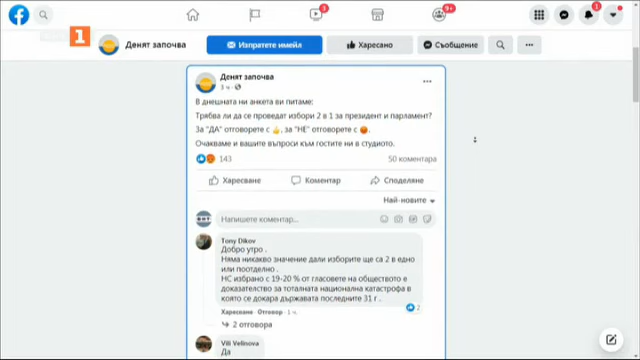 1
3
9+
1
Денят започва
Изпратете имейл
Харесано
Съобщение
Денят започва
3 ч.
В днешната ни анкета ви питаме:
Трябва ли да се проведат избори 2 в 1 за президент и парламент?
За "ДА" отговорете с 👍, за "НЕ" отговорете с 😡.
Очакваме и вашите въпроси към гостите ни в студиото.
143
50 коментара
Харесване
Коментар
Споделяне
Най-новите
Напишете коментар...
Tony Dikov
Добро утро .
Няма никакво значение дали изборите ще са 2 в едно
или поотделно .
НС избрано с 19-20 % от гласовете на обществото е
доказателство за тоталната национална катастрофа в
която се докара държавата последните 31 г .
2
Харесване · Отговор · 1 ч.
2 отговора
Vili Velinova
Да